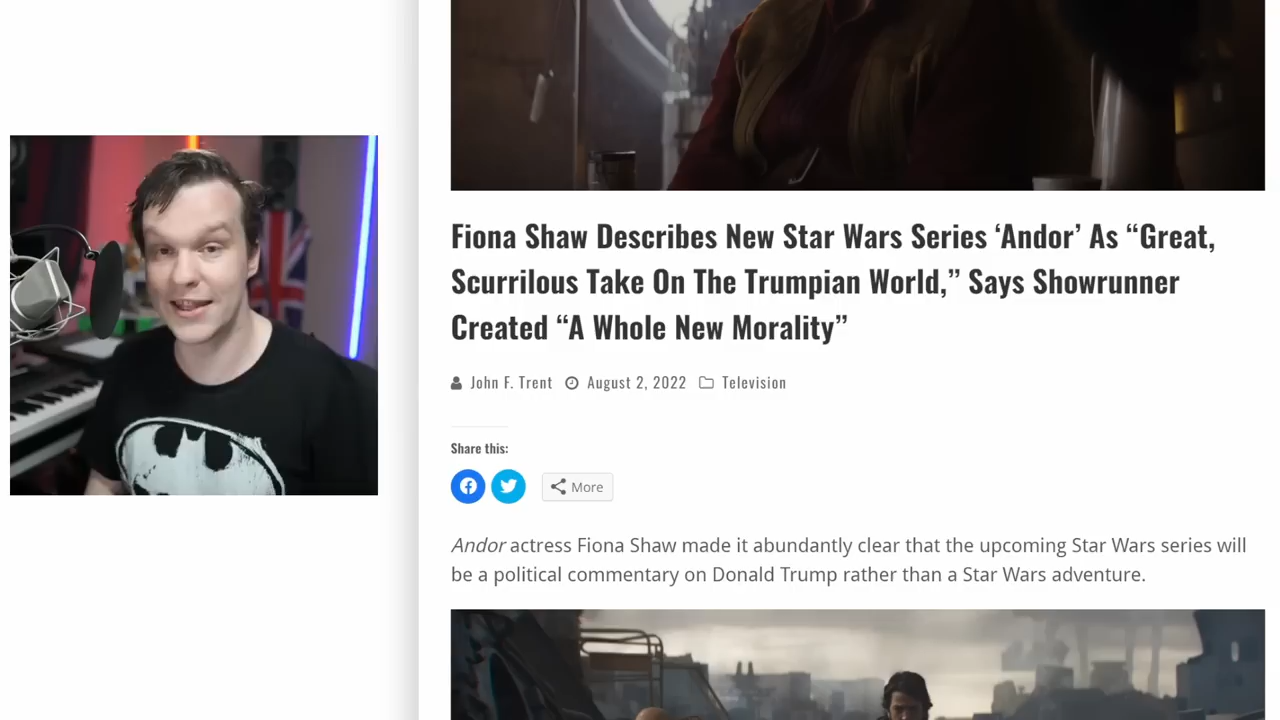 Fiona Shaw Describes New Star Wars Series ‘Andor’ As “Great,
Scurrilous Take On The Trumpian World,” Says Showrunner
Created “A Whole New Morality”
John F. Trent August 2, 2022 Television
Share this:
More
Andor actress Fiona Shaw made it abundantly clear that the upcoming Star Wars series will
be a political commentary on Donald Trump rather than a Star Wars adventure.